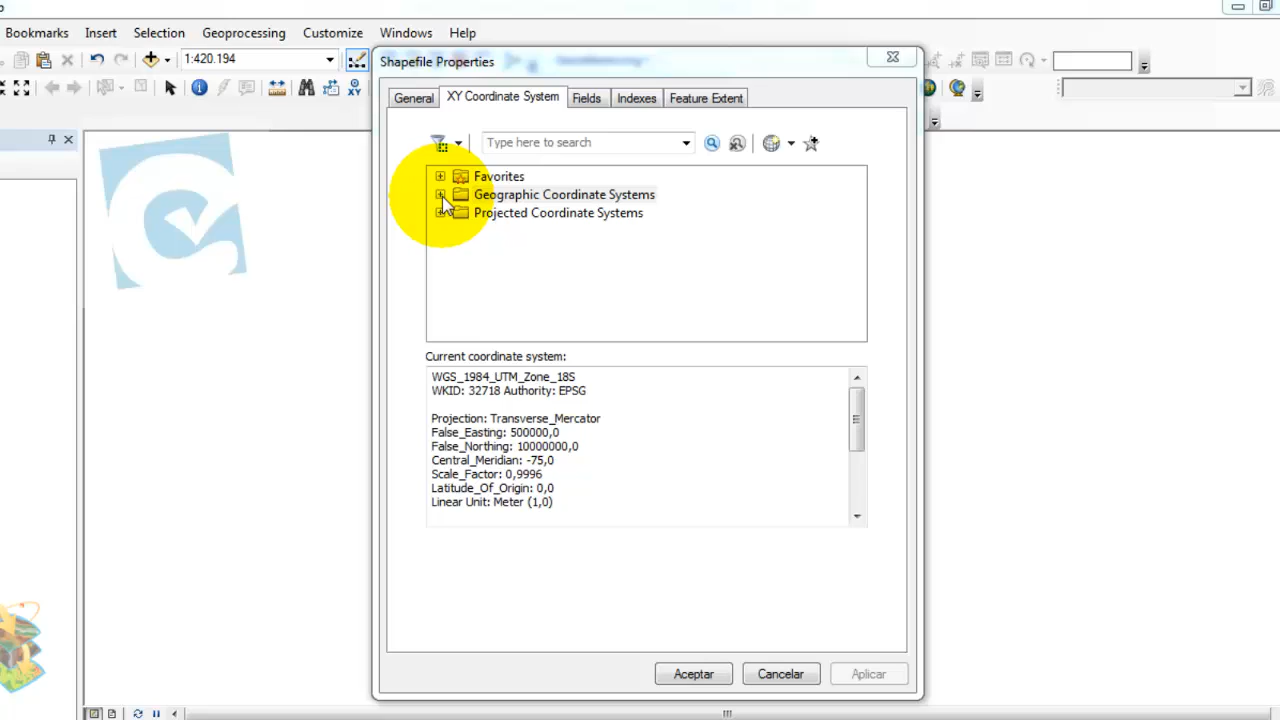 Bookmarks Insert Selection Geoprocessing Customize Windows Help
1:420.194
Shapefile Properties
General XY Coordinate System Fields Indexes Feature Extent
Type here to search
Favorites
Geographic Coordinate Systems
Projected Coordinate Systems
Current coordinate system:
WGS_1984_UTM_Zone_18S
WKID: 32718 Authority: EPSG
Projection: Transverse_Mercator
False_Easting: 500000,0
False_Northing: 10000000,0
Central_Meridian: -75,0
Scale_Factor: 0,9996
Latitude_Of_Origin: 0,0
Linear Unit: Meter (1,0)
Aceptar Cancelar Aplicar